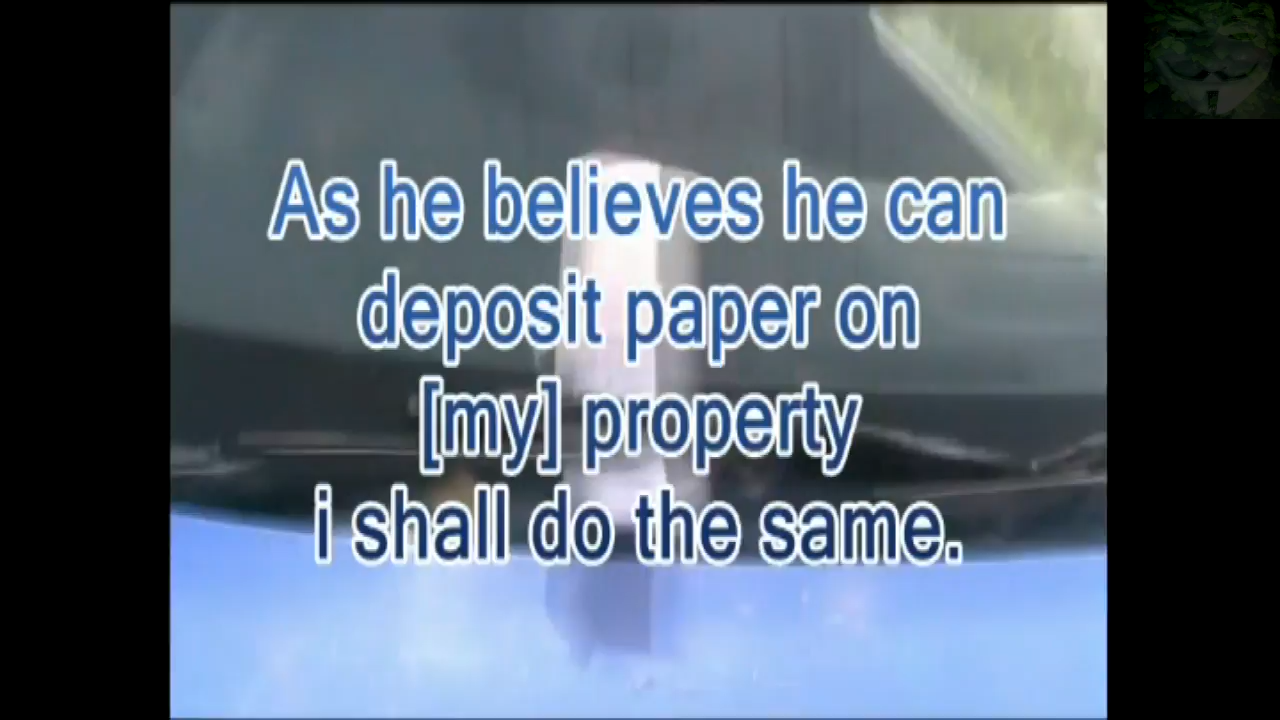 As he believes he can
deposit paper on
[my] property
i shall do the same.